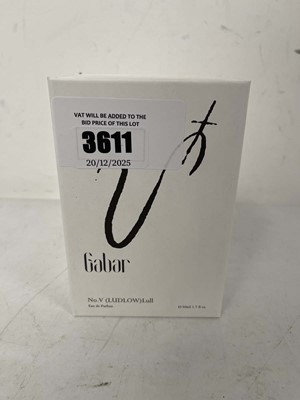 VAT WILL BE ADDED TO THE
BID PRICE OF THIS LOT
3611
20/12/2025
Gabar
No.V (LUDLOW)Lull
Eau de Parfum